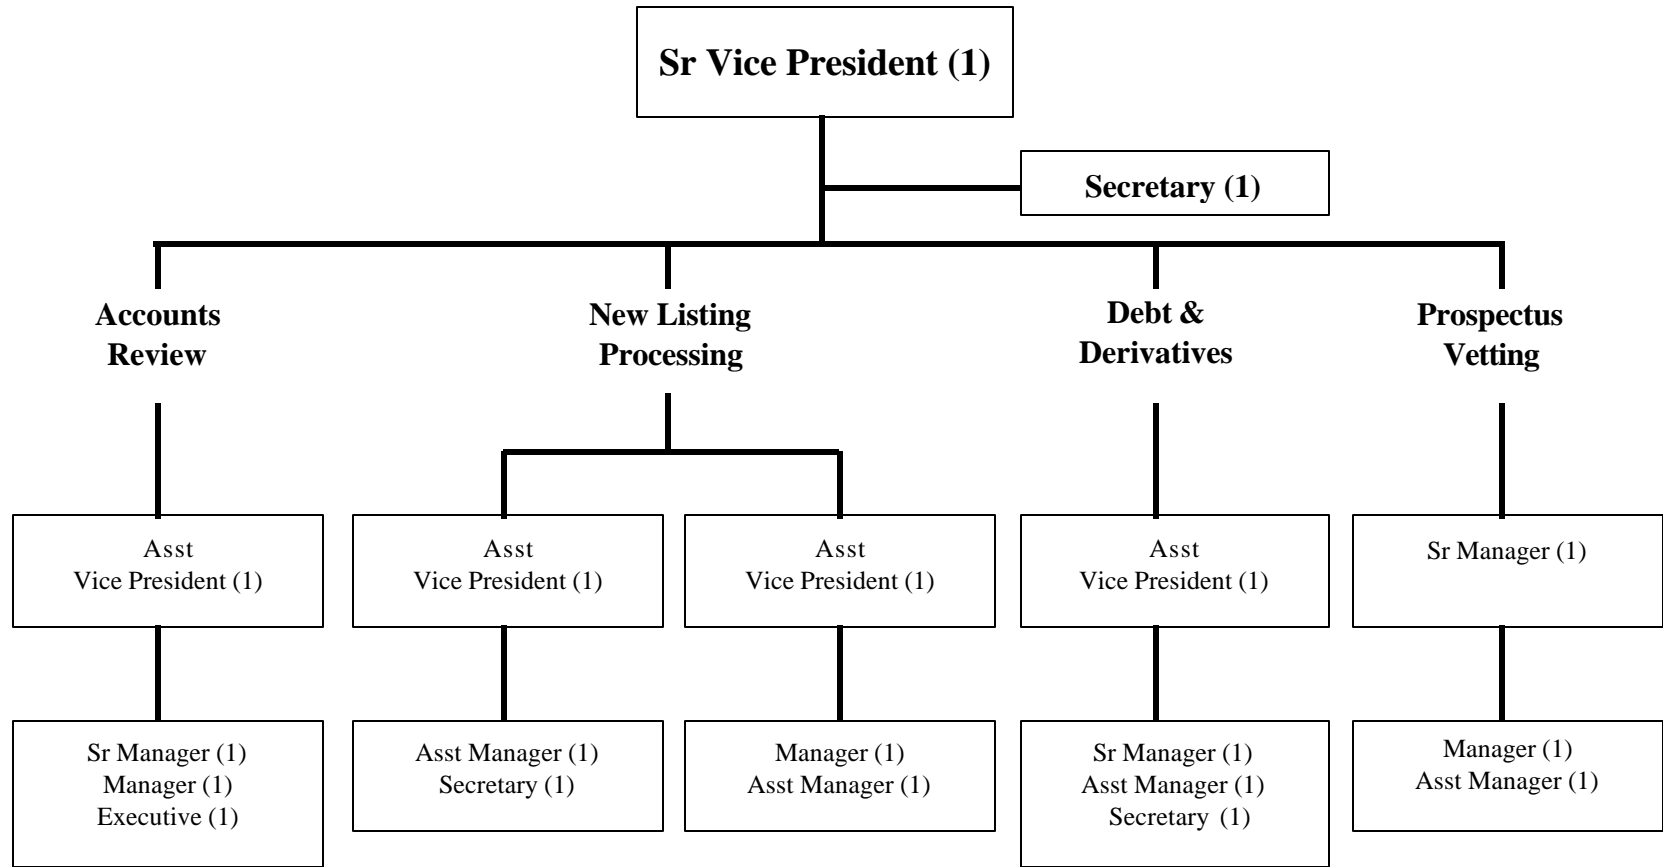 Sr Vice President (1)
Secretary (1)
Accounts
Review
New Listing
Processing
Debt &
Derivatives
Prospectus
Vetting
Asst
Vice President (1)
Asst
Vice President (1)
Asst
Vice President (1)
Asst
Vice President (1)
Sr Manager (1)
Sr Manager (1)
Manager (1)
Executive (1)
Asst Manager (1)
Secretary (1)
Manager (1)
Asst Manager (1)
Sr Manager (1)
Asst Manager (1)
Secretary (1)
Manager (1)
Asst Manager (1)